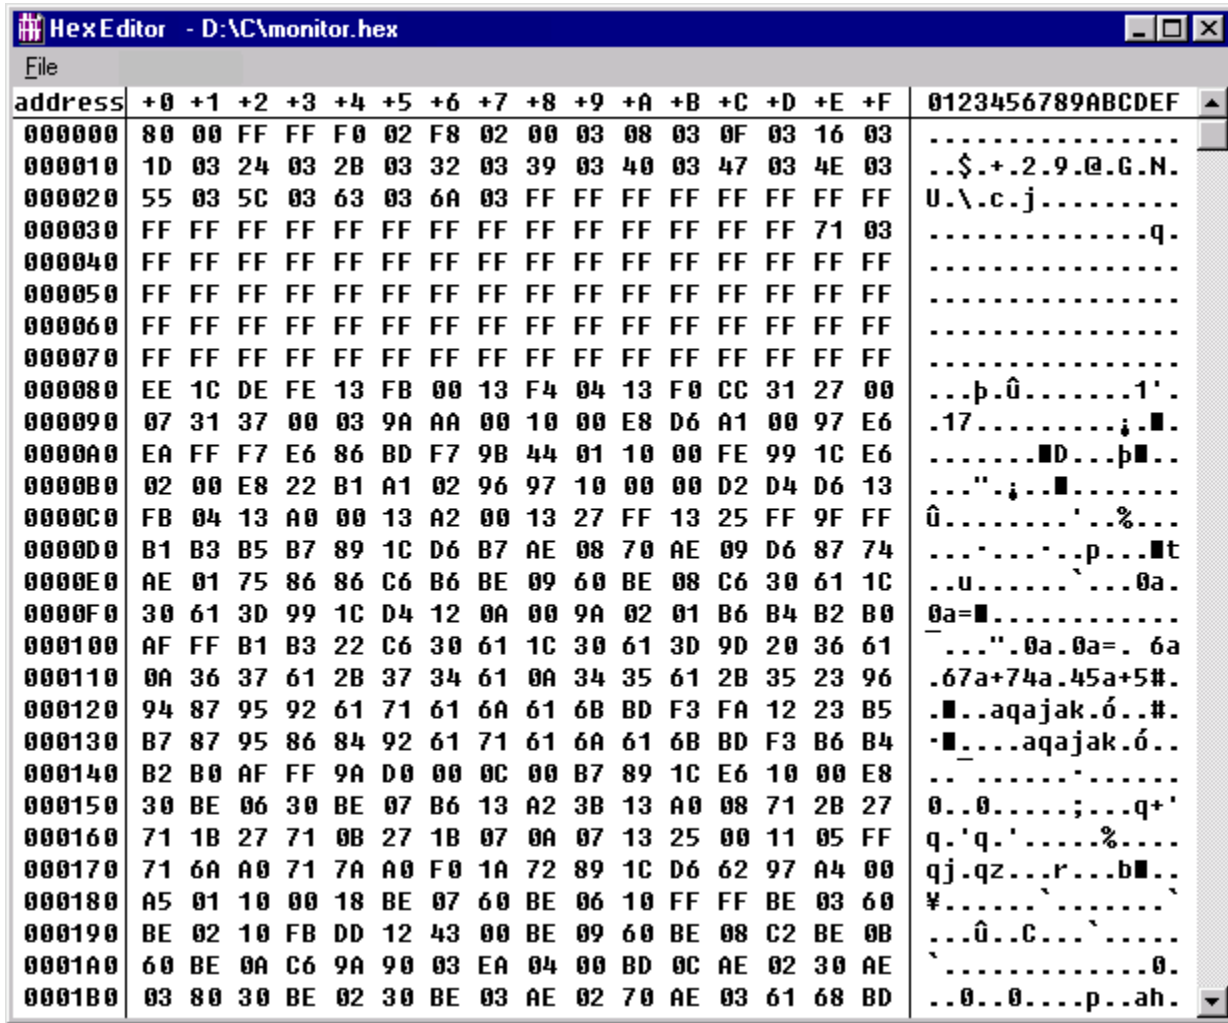 HexEditor - D:\C\monitor.hex
File
address +0 +1 +2 +3 +4 +5 +6 +7 +8 +9 +A +B +C +D +E +F 0123456789ABCDEF
000000 80 00 FF FF F0 02 F8 02 00 03 08 03 0F 03 16 03 ................
000010 1D 03 24 03 2B 03 32 03 39 03 40 03 47 03 4E 03 ..$.+.2.9.@.G.N.
000020 55 03 5C 03 63 03 6A 03 FF FF FF FF FF FF FF FF U.\.c.j.........
000030 FF FF FF FF FF FF FF FF FF FF FF FF FF FF 71 03 ..............q.
000040 FF FF FF FF FF FF FF FF FF FF FF FF FF FF FF FF ................
000050 FF FF FF FF FF FF FF FF FF FF FF FF FF FF FF FF ................
000060 FF FF FF FF FF FF FF FF FF FF FF FF FF FF FF FF ................
000070 FF FF FF FF FF FF FF FF FF FF FF FF FF FF FF FF ................
000080 EE 1C DE FE 13 FB 00 13 F4 04 13 F0 CC 31 27 00 ...þ.û.......1'.
000090 07 31 37 00 03 9A AA 00 10 00 E8 D6 A1 00 97 E6 .17.........¡.■.
0000A0 EA FF F7 E6 86 BD F7 9B 44 01 10 00 FE 99 1C E6 .......■D...þ■..
0000B0 02 00 E8 22 B1 A1 02 96 97 10 00 00 D2 D4 D6 13 ...".¡..■.......
0000C0 FB 04 13 A0 00 13 A2 00 13 27 FF 13 25 FF 9F FF û........'..%...
0000D0 B1 B3 B5 B7 89 1C D6 B7 AE 08 70 AE 09 D6 87 74 ...·...·..p...■t
0000E0 AE 01 75 86 86 C6 B6 BE 09 60 BE 08 C6 30 61 1C ..u......`...0a.
0000F0 30 61 3D 99 1C D4 12 0A 00 9A 02 01 B6 B4 B2 B0 0a=■............
000100 AF FF B1 B3 22 C6 30 61 1C 30 61 3D 9D 20 36 61 ¯...".0a.0a=. 6a
000110 0A 36 37 61 2B 37 34 61 0A 34 35 61 2B 35 23 96 .67a+74a.45a+5#.
000120 94 87 95 92 61 71 61 6A 61 6B BD F3 FA 12 23 B5 .■..aqajak.ó..#.
000130 B7 87 95 86 84 92 61 71 61 6A 61 6B BD F3 B6 B4 ·■....aqajak.ó..
000140 B2 B0 AF FF 9A D0 00 0C 00 B7 89 1C E6 10 00 E8 ..¯......·......
000150 30 BE 06 30 BE 07 B6 13 A2 3B 13 A0 08 71 2B 27 0..0.....;...q+'
000160 71 1B 27 71 0B 27 1B 07 0A 07 13 25 00 11 05 FF q.'q.'.....%....
000170 71 6A A0 71 7A A0 F0 1A 72 89 1C D6 62 97 A4 00 qj.qz...r...b■..
000180 A5 01 10 00 18 BE 07 60 BE 06 10 FF FF BE 03 60 ¥......`.......`
000190 BE 02 10 FB DD 12 43 00 BE 09 60 BE 08 C2 BE 0B ...û..C...`.....
0001A0 60 BE 0A C6 9A 90 03 EA 04 00 BD 0C AE 02 30 AE `.............0.
0001B0 03 80 30 BE 02 30 BE 03 AE 02 70 AE 03 61 68 BD ..0..0....p..ah.